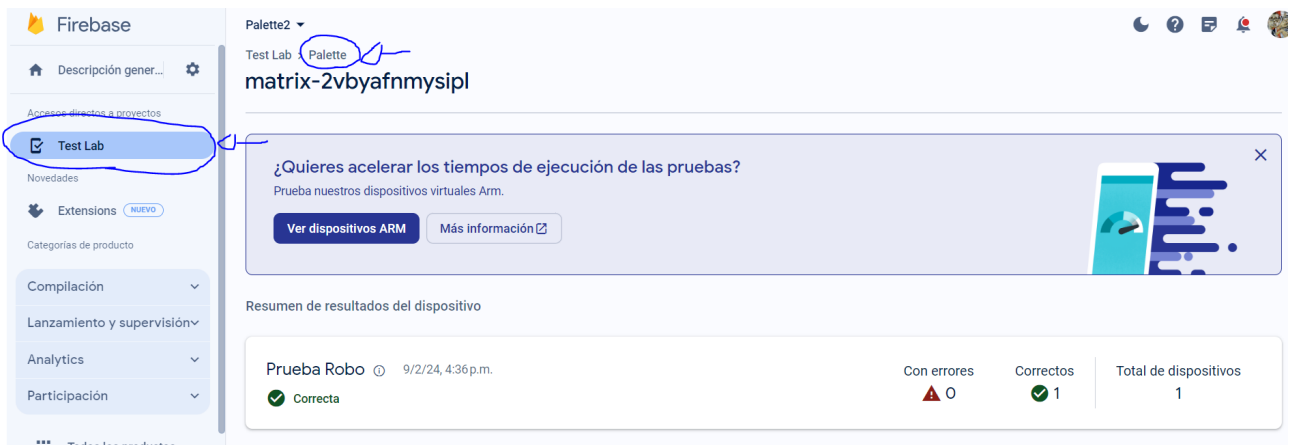 Firebase
Descripción gener...
Accesos directos a proyectos
Test Lab
Novedades
Extensions NUEVO
Categorías de producto
Compilación
Lanzamiento y supervisión
Analytics
Participación
Todos los productos
Palette2
Test Lab > Palette
matrix-2vbyafnmysipl
¿Quieres acelerar los tiempos de ejecución de las pruebas?
Prueba nuestros dispositivos virtuales Arm.
Ver dispositivos ARM Más información
Resumen de resultados del dispositivo
Prueba Robo 9/2/24, 4:36 p.m.
Correcta
Con errores Correctos Total de dispositivos
0 1 1